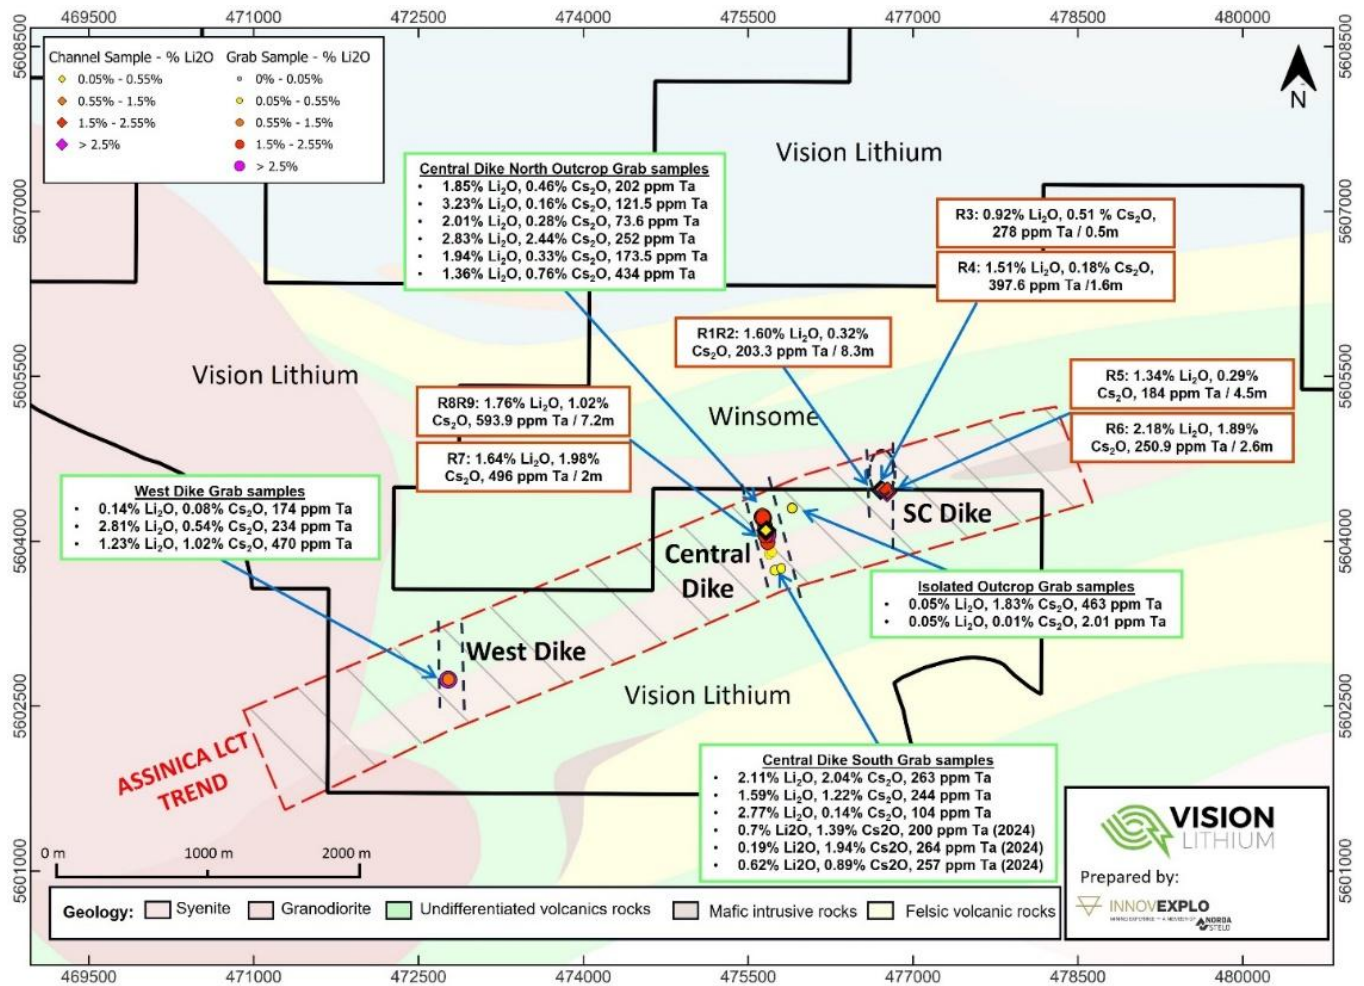 469500 471000 472500 474000 475500 477000 478500 480000
5608500 5608500
5607000 5607000
5605500 5605500
5604000 5604000
5602500 5602500
5601000 5601000
Channel Sample - % Li2O
0.05% - 0.55%
0.55% - 1.5%
1.5% - 2.55%
> 2.5%
Grab Sample - % Li2O
0% - 0.05%
0.05% - 0.55%
0.55% - 1.5%
1.5% - 2.55%
> 2.5%
N
Vision Lithium
Central Dike North Outcrop Grab samples
• 1.85% Li₂O, 0.46% Cs₂O, 202 ppm Ta
• 3.23% Li₂O, 0.16% Cs₂O, 121.5 ppm Ta
• 2.01% Li₂O, 0.28% Cs₂O, 73.6 ppm Ta
• 2.83% Li₂O, 2.44% Cs₂O, 252 ppm Ta
• 1.94% Li₂O, 0.33% Cs₂O, 173.5 ppm Ta
• 1.36% Li₂O, 0.76% Cs₂O, 434 ppm Ta
R3: 0.92% Li₂O, 0.51 % Cs₂O,
278 ppm Ta / 0.5m
R4: 1.51% Li₂O, 0.18% Cs₂O,
397.6 ppm Ta /1.6m
R1R2: 1.60% Li₂O, 0.32%
Cs₂O, 203.3 ppm Ta / 8.3m
Vision Lithium
R5: 1.34% Li₂O, 0.29%
Cs₂O, 184 ppm Ta / 4.5m
R6: 2.18% Li₂O, 1.89%
Cs₂O, 250.9 ppm Ta / 2.6m
R8R9: 1.76% Li₂O, 1.02%
Cs₂O, 593.9 ppm Ta / 7.2m
R7: 1.64% Li₂O, 1.98%
Cs₂O, 496 ppm Ta / 2m
Winsome
West Dike Grab samples
• 0.14% Li₂O, 0.08% Cs₂O, 174 ppm Ta
• 2.81% Li₂O, 0.54% Cs₂O, 234 ppm Ta
• 1.23% Li₂O, 1.02% Cs₂O, 470 ppm Ta
SC Dike
Central
Dike
Isolated Outcrop Grab samples
• 0.05% Li₂O, 1.83% Cs₂O, 463 ppm Ta
• 0.05% Li₂O, 0.01% Cs₂O, 2.01 ppm Ta
West Dike
Vision Lithium
ASSINICA LCT
TREND
Central Dike South Grab samples
• 2.11% Li₂O, 2.04% Cs₂O, 263 ppm Ta
• 1.59% Li₂O, 1.22% Cs₂O, 244 ppm Ta
• 2.77% Li₂O, 0.14% Cs₂O, 104 ppm Ta
• 0.7% Li2O, 1.39% Cs2O, 200 ppm Ta (2024)
• 0.19% Li2O, 1.94% Cs2O, 264 ppm Ta (2024)
• 0.62% Li2O, 0.89% Cs2O, 257 ppm Ta (2024)
0 m 1000 m 2000 m
VISION
LITHIUM
Prepared by:
INNOVEXPLO
NORDA
STELO
Geology: Syenite Granodiorite Undifferentiated volcanics rocks Mafic intrusive rocks Felsic volcanic rocks
469500 471000 472500 474000 475500 477000 478500 480000